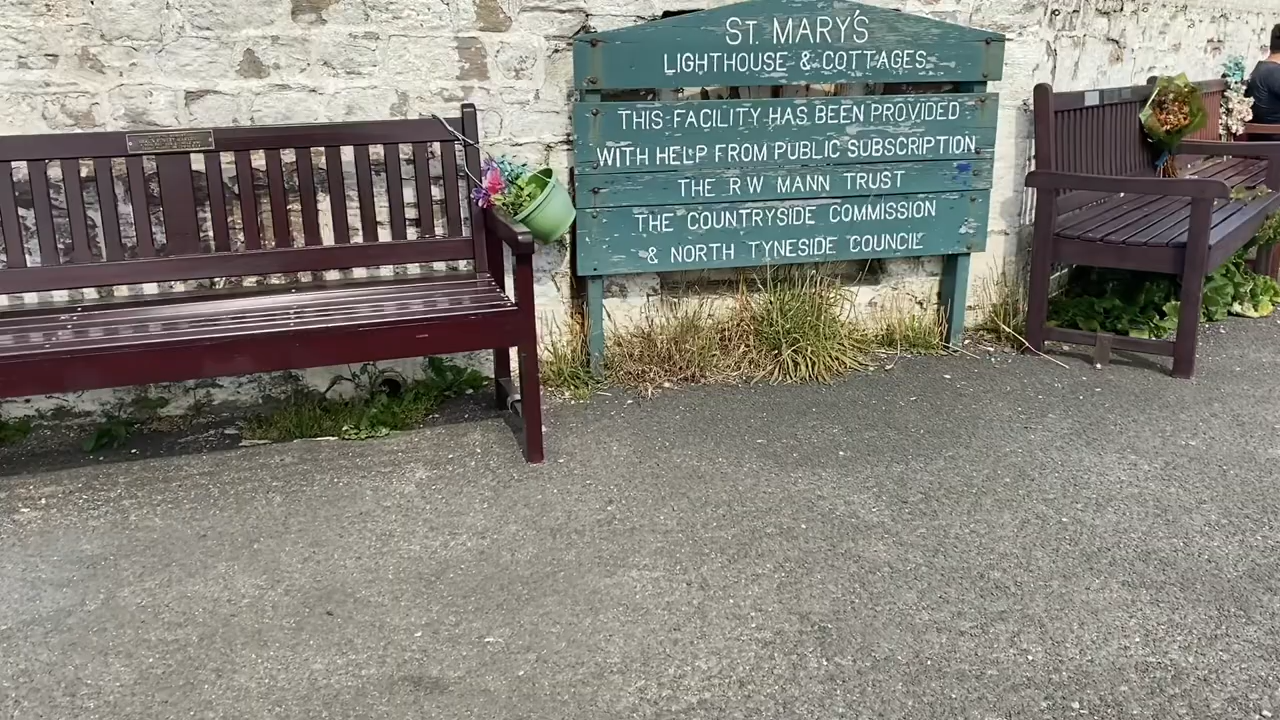 ST. MARY'S
LIGHTHOUSE & COTTAGES
THIS FACILITY HAS BEEN PROVIDED
WITH HELP FROM PUBLIC SUBSCRIPTION
THE R W MANN TRUST
THE COUNTRYSIDE COMMISSION
& NORTH TYNESIDE COUNCIL